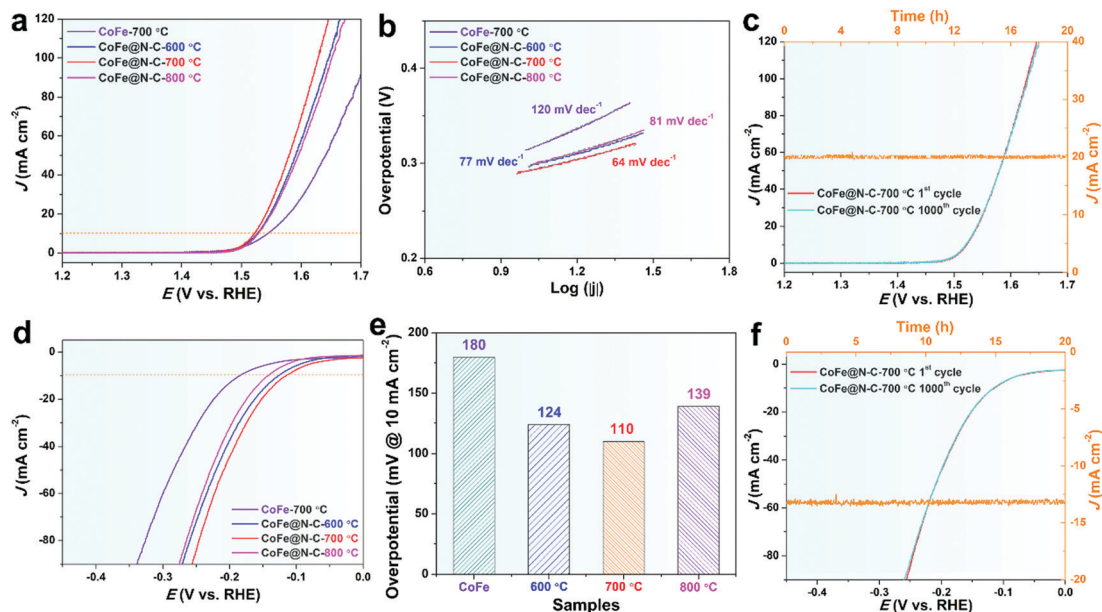 a
CoFe-700 °C
CoFe@N-C-600 °C
CoFe@N-C-700 °C
CoFe@N-C-800 °C
J (mA cm-2)
120
100
80
60
40
20
0
1.2 1.3 1.4 1.5 1.6 1.7
E (V vs. RHE)
b
CoFe-700 °C
CoFe@N-C-600 °C
CoFe@N-C-700 °C
CoFe@N-C-800 °C
Overpotential (V)
0.4
0.3
0.2
120 mV dec-1
81 mV dec-1
77 mV dec-1
64 mV dec-1
0.6 0.9 1.2 1.5 1.8
Log (|j|)
c
Time (h)
0 4 8 12 16 20
J (mA cm-2)
120
100
80
60
40
20
0
CoFe@N-C-700 °C 1st cycle
CoFe@N-C-700 °C 1000th cycle
40
30
20
10
0
J (mA cm-2)
1.2 1.3 1.4 1.5 1.6 1.7
E (V vs. RHE)
d
J (mA cm-2)
0
-20
-40
-60
-80
CoFe-700 °C
CoFe@N-C-600 °C
CoFe@N-C-700 °C
CoFe@N-C-800 °C
-0.4 -0.3 -0.2 -0.1 0.0
E (V vs. RHE)
e
Overpotential (mV @ 10 mA cm-2)
200
150
100
50
0
180
124
110
139
CoFe 600 °C 700 °C 800 °C
Samples
f
Time (h)
0 5 10 15 20
J (mA cm-2)
0
-20
-40
-60
-80
CoFe@N-C-700 °C 1st cycle
CoFe@N-C-700 °C 1000th cycle
0
-5
-10
-15
-20
J (mA cm-2)
-0.4 -0.3 -0.2 -0.1 -0.0
E (V vs. RHE)